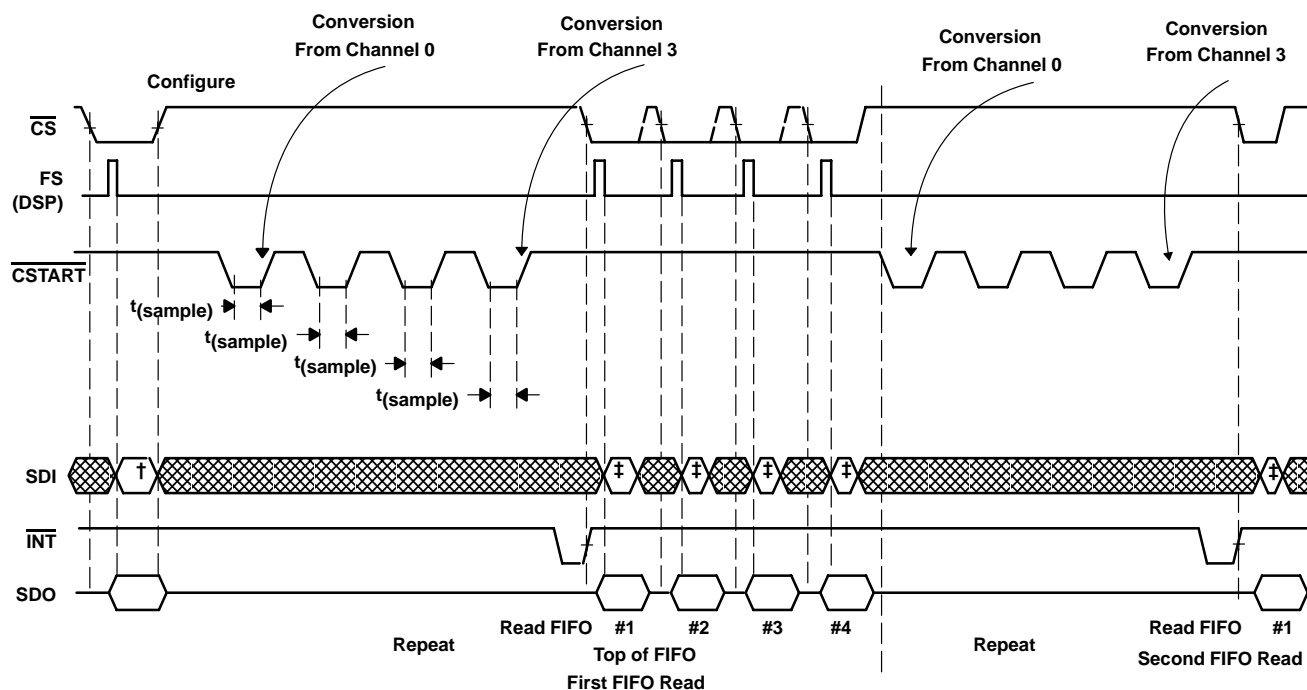 Conversion
From Channel 0
Conversion
From Channel 3
Conversion
From Channel 0
Conversion
From Channel 3
Configure
CS
FS
(DSP)
CSTART
t(sample)
t(sample)
t(sample)
t(sample)
SDI
†
‡
‡
‡
‡
‡
INT
SDO
Repeat
Read FIFO
#1
#2
#3
#4
Top of FIFO
First FIFO Read
Repeat
Read FIFO
#1
Second FIFO Read